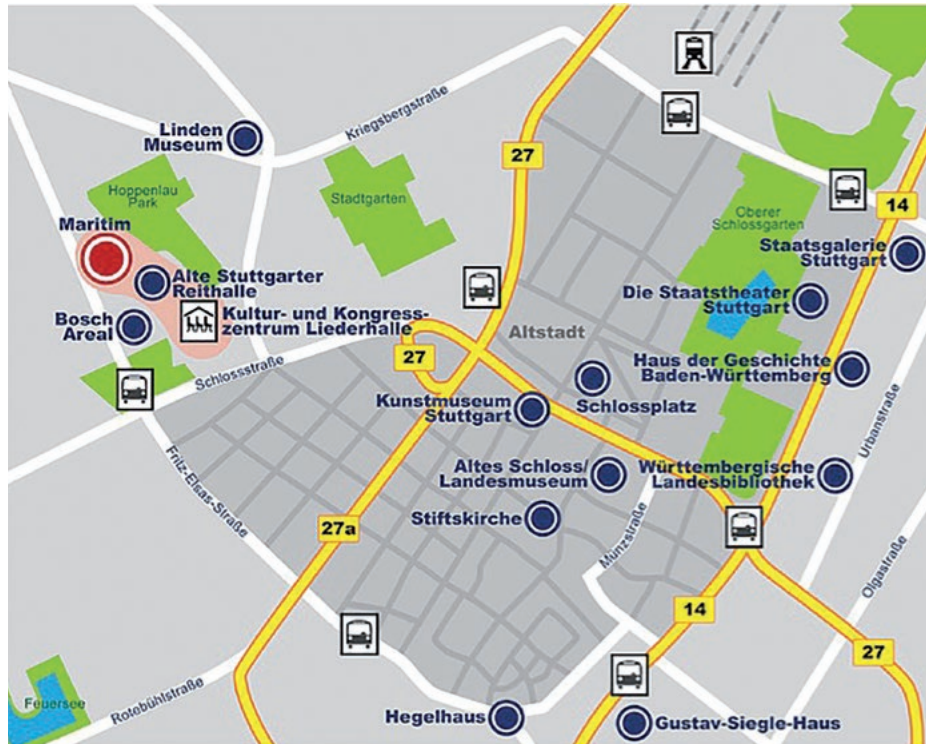 Linden
Museum
Kriegsbergstraße
27
14
Hoppenlau
Park
Stadtgarten
Oberer
Schlossgarten
Maritim
Staatsgalerie
Stuttgart
Alte Stuttgarter
Reithalle
Die Staatstheater
Stuttgart
Bosch
Areal
Kultur- und Kongress-
zentrum Liederhalle
Altstadt
27
Haus der Geschichte
Baden-Württemberg
Schlossstraße
Kunstmuseum
Stuttgart
Schlossplatz
Urbanstraße
Fritz-Elsas-Straße
Altes Schloss/
Landesmuseum
Württembergische
Landesbibliothek
Stiftskirche
27a
Münzstraße
Olgastraße
14
27
Feuersee
Rotebühlstraße
Hegelhaus
Gustav-Siegle-Haus